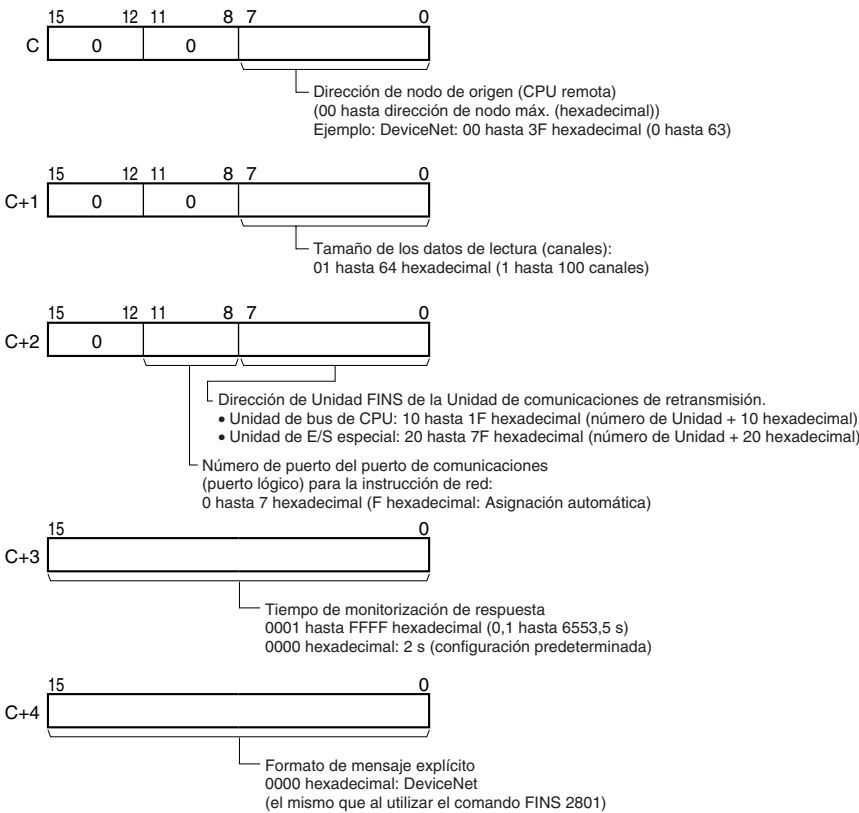 15 12 11 8 7 0
C 0 0
Dirección de nodo de origen (CPU remota)
(00 hasta dirección de nodo máx. (hexadecimal))
Ejemplo: DeviceNet: 00 hasta 3F hexadecimal (0 hasta 63)
15 12 11 8 7 0
C+1 0 0
Tamaño de los datos de lectura (canales):
01 hasta 64 hexadecimal (1 hasta 100 canales)
15 12 11 8 7 0
C+2 0
Dirección de Unidad FINS de la Unidad de comunicaciones de retransmisión.
• Unidad de bus de CPU: 10 hasta 1F hexadecimal (número de Unidad + 10 hexadecimal)
• Unidad de E/S especial: 20 hasta 7F hexadecimal (número de Unidad + 20 hexadecimal)
Número de puerto del puerto de comunicaciones
(puerto lógico) para la instrucción de red:
0 hasta 7 hexadecimal (F hexadecimal: Asignación automática)
15 0
C+3
Tiempo de monitorización de respuesta
0001 hasta FFFF hexadecimal (0,1 hasta 6553,5 s)
0000 hexadecimal: 2 s (configuración predeterminada)
15 0
C+4
Formato de mensaje explícito
0000 hexadecimal: DeviceNet
(el mismo que al utilizar el comando FINS 2801)